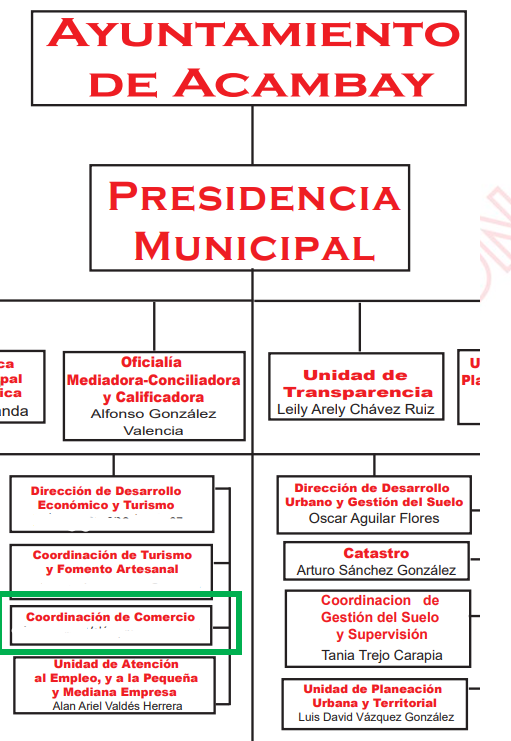 AYUNTAMIENTO
DE ACAMBAY
PRESIDENCIA
MUNICIPAL
Oficialía
Mediadora-Conciliadora
y Calificadora
Alfonso González
Valencia
Unidad de
Transparencia
Leily Arely Chávez Ruiz
Dirección de Desarrollo
Económico y Turismo
Coordinación de Turismo
y Fomento Artesanal
Coordinación de Comercio
Unidad de Atención
al Empleo, y a la Pequeña
y Mediana Empresa
Alan Ariel Valdés Herrera
Dirección de Desarrollo
Urbano y Gestión del Suelo
Oscar Aguilar Flores
Catastro
Arturo Sánchez González
Coordinacion de
Gestión del Suelo
y Supervisión
Tania Trejo Carapia
Unidad de Planeación
Urbana y Territorial
Luis David Vázquez González